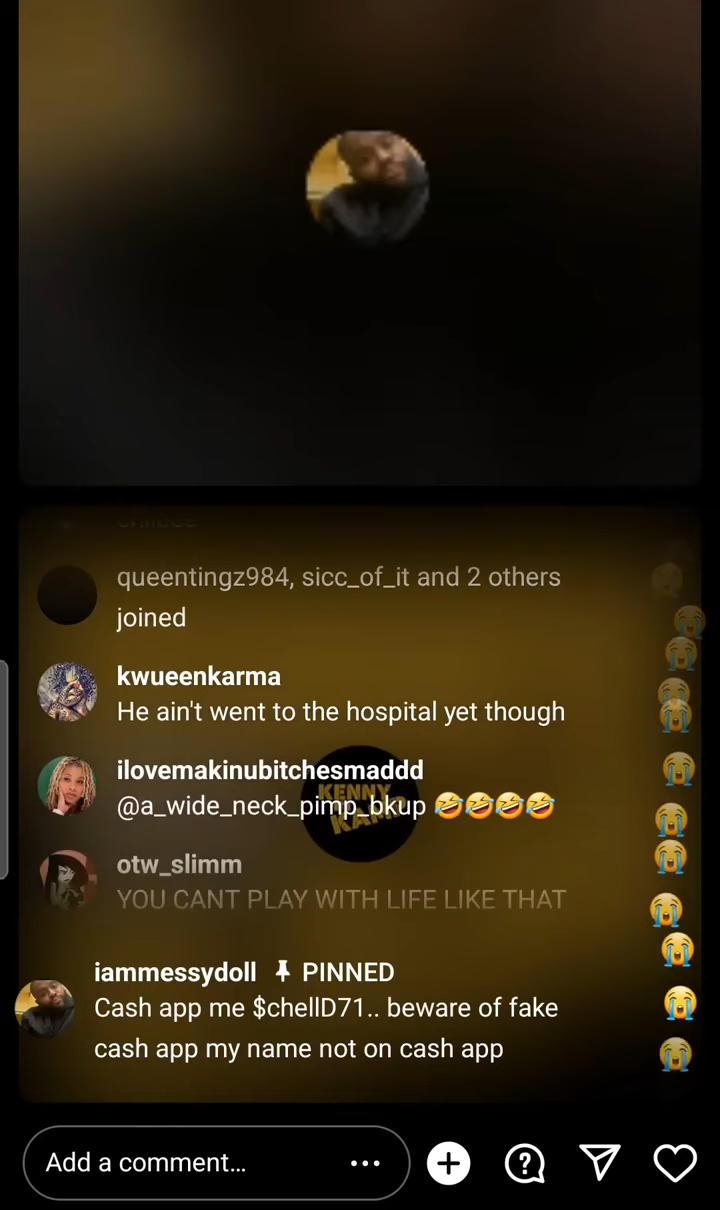 queentingz984, sicc_of_it and 2 others
joined
kwueenkarma
He ain't went to the hospital yet though
ilovemakinubitchesmaddd
@a_wide_neck_pimp_bkup 🤣🤣🤣🤣
KENNY
otw_slimm
YOU CANT PLAY WITH LIFE LIKE THAT
iammessydoll PINNED
Cash app me $chellD71.. beware of fake
cash app my name not on cash app
Add a comment...